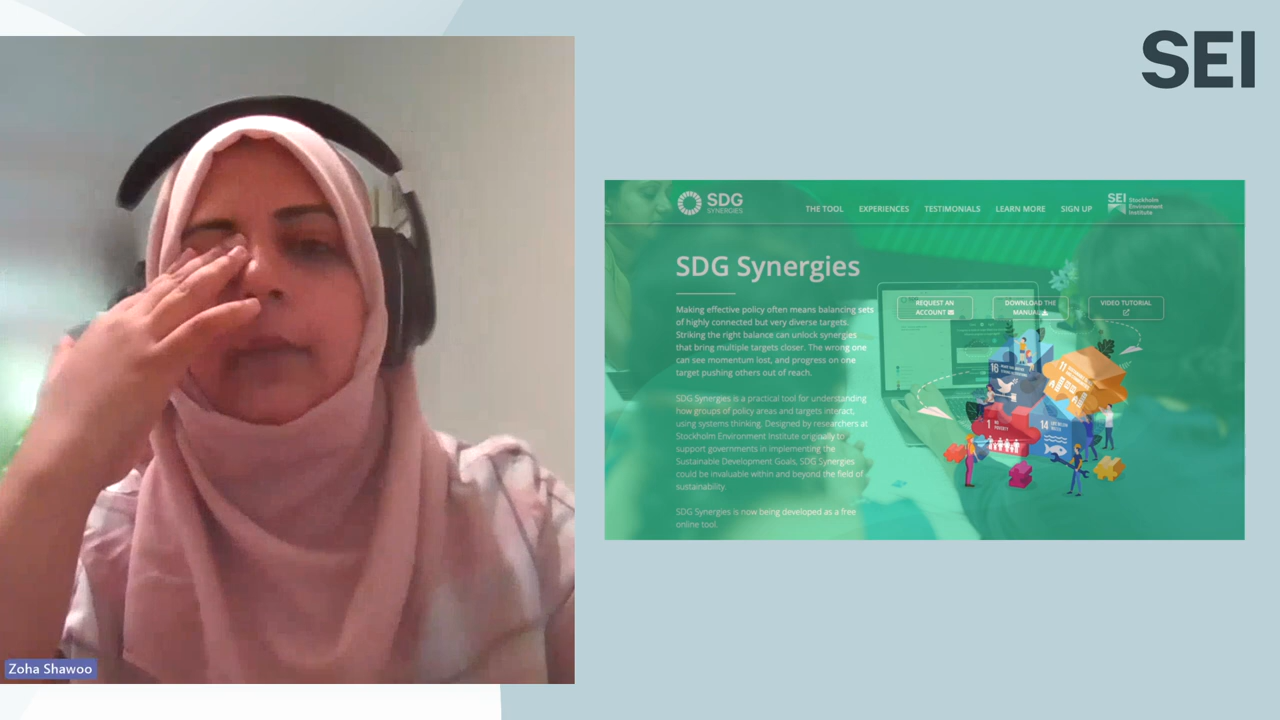 SEI
SDG
SYNERGIES
THE TOOL
EXPERIENCES
TESTIMONIALS
LEARN MORE
SIGN UP
SEI
Stockholm
Environment
Institute
SDG Synergies
Making effective policy often means balancing sets
of highly connected but very diverse targets.
Striking the right balance can unlock synergies
that bring multiple targets closer. The wrong one
can see momentum lost, and progress on one
target pushing others out of reach.
SDG Synergies is a practical tool for understanding
how groups of policy areas and targets interact,
using systems thinking. Designed by researchers at
Stockholm Environment Institute originally to
support governments in implementing the
Sustainable Development Goals, SDG Synergies
could be invaluable within and beyond the field of
sustainability.
SDG Synergies is now being developed as a free
online tool.
REQUEST AN
ACCOUNT
DOWNLOAD THE
MANUAL
VIDEO TUTORIAL
16
11
1 NO
POVERTY
14
Zoha Shawoo